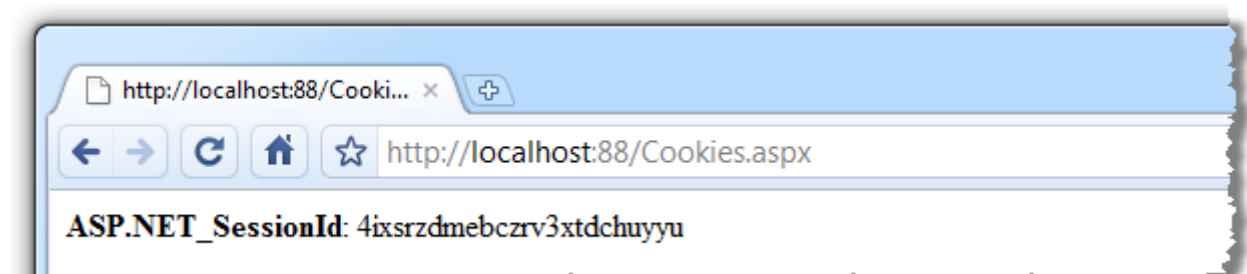 http://localhost:88/Cooki...
http://localhost:88/Cookies.aspx
ASP.NET_SessionId: 4ixsrzdmebczrv3xtdchuyyu